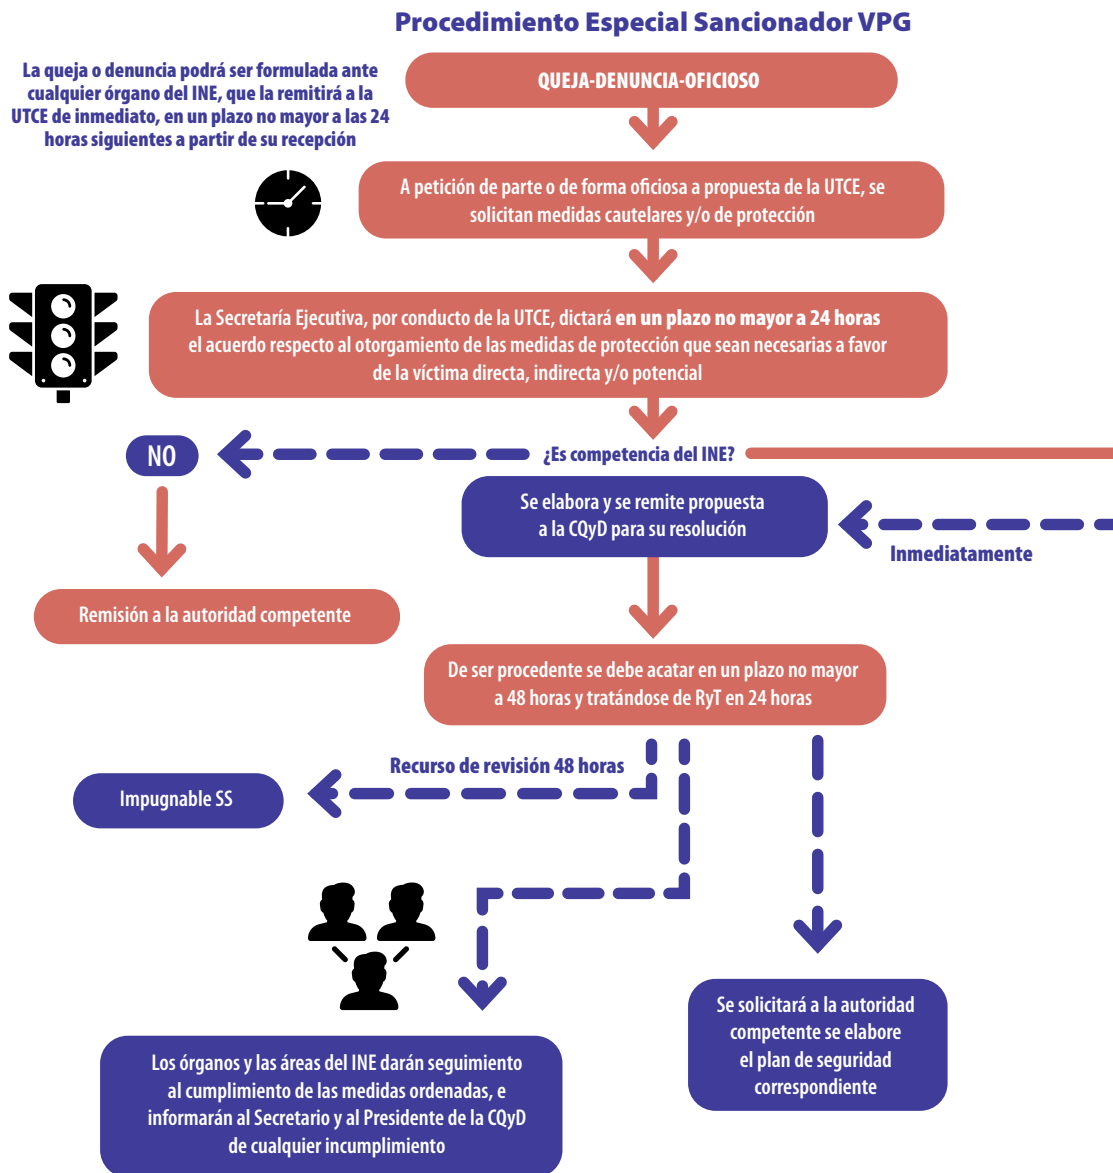 Procedimiento Especial Sancionador VPG
La queja o denuncia podrá ser formulada ante
cualquier órgano del INE, que la remitirá a la
UTCE de inmediato, en un plazo no mayor a las 24
horas siguientes a partir de su recepción
QUEJA-DENUNCIA-OFICIOSO
A petición de parte o de forma oficiosa a propuesta de la UTCE, se
solicitan medidas cautelares y/o de protección
La Secretaría Ejecutiva, por conducto de la UTCE, dictará en un plazo no mayor a 24 horas
el acuerdo respecto al otorgamiento de las medidas de protección que sean necesarias a favor
de la víctima directa, indirecta y/o potencial
¿Es competencia del INE?
NO
Se elabora y se remite propuesta
a la CQyD para su resolución
Inmediatamente
Remisión a la autoridad competente
De ser procedente se debe acatar en un plazo no mayor
a 48 horas y tratándose de RyT en 24 horas
Recurso de revisión 48 horas
Impugnable SS
Se solicitará a la autoridad
competente se elabore
el plan de seguridad
correspondiente
Los órganos y las áreas del INE darán seguimiento
al cumplimiento de las medidas ordenadas, e
informarán al Secretario y al Presidente de la CQyD
de cualquier incumplimiento